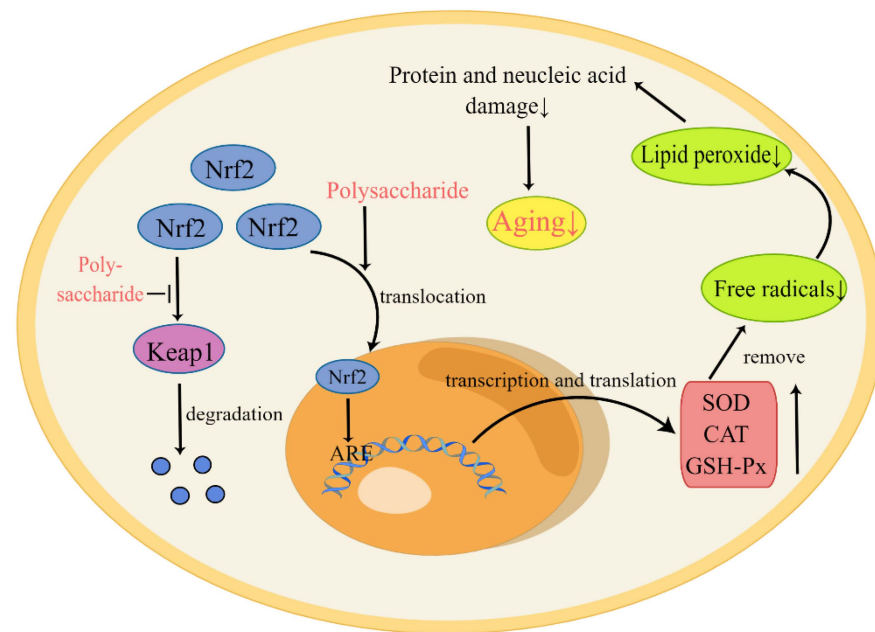 Protein and neucleic acid
damage↓
Lipid peroxide↓
Nrf2
Polysaccharide
Nrf2
Nrf2
Aging↓
Poly-
saccharide
translocation
Free radicals↓
Keap1
Nrf2
transcription and translation
remove
degradation
SOD
CAT
GSH-Px
ARE